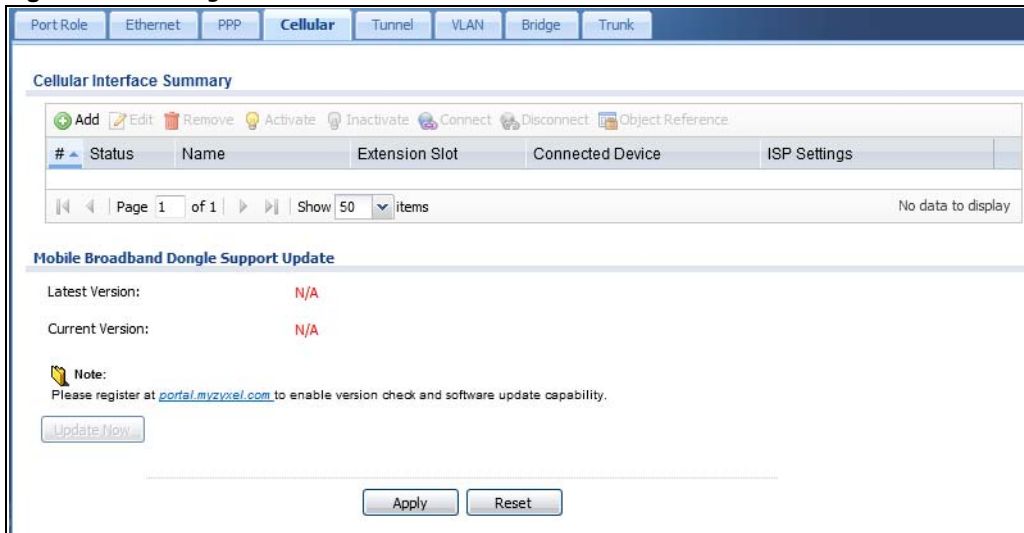 Port Role Ethernet PPP Cellular Tunnel VLAN Bridge Trunk
Cellular Interface Summary
Add Edit Remove Activate Inactivate Connect Disconnect Object Reference
# Status Name Extension Slot Connected Device ISP Settings
Page 1 of 1 Show 50 items No data to display
Mobile Broadband Dongle Support Update
Latest Version: N/A
Current Version: N/A
Note:
Please register at portal.myzyxel.com to enable version check and software update capability.
Update Now
Apply Reset